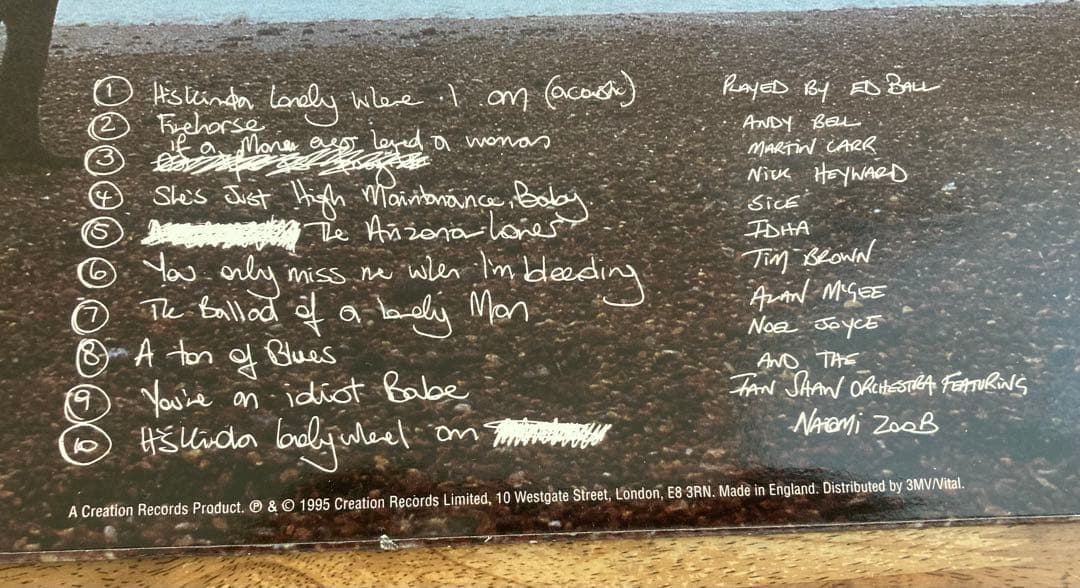 ① It's kinda lonely where I am (acoustic)
② Firehorse
③ If a Man ever loved a woman
④ She's Just High Maintenance, Baby.
⑤ The Arizona Loner
⑥ You only miss me when I'm bleeding
⑦ The Ballad of a Lonely Man
⑧ A ton of Blues
⑨ You're an idiot Babe
⑩ It's kinda lonely where I am
PLAYED BY ED BALL
ANDY BELL
MARTIN CARR
NICK HEYWARD
SICE
IDHA
TIM BROWN
ALAN McGEE
NOEL JOYCE
AND THE
IAN SHAW ORCHESTRA FEATURING
NAOMI ZOOB
A Creation Records Product. ℗ & © 1995 Creation Records Limited, 10 Westgate Street, London, E8 3RN. Made in England. Distributed by 3MV/Vital.